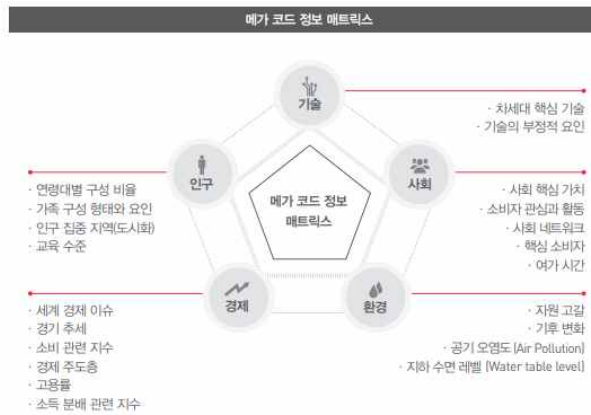 메가 코드 정보 매트릭스
기술
· 차세대 핵심 기술
· 기술의 부정적 요인
인구
· 연령대별 구성 비율
· 가족 구성 형태와 요인
· 인구 집중 지역(도시화)
· 교육 수준
메가 코드 정보
매트릭스
사회
· 사회 핵심 가치
· 소비자 관심과 활동
· 사회 네트워크
· 핵심 소비자
· 여가 시간
경제
· 세계 경제 이슈
· 경기 추세
· 소비 관련 지수
· 경제 주도층
· 고용률
· 소득 분배 관련 지수
환경
· 자원 고갈
· 기후 변화
· 공기 오염도 (Air Pollution)
· 지하 수면 레벨 (Water table level)